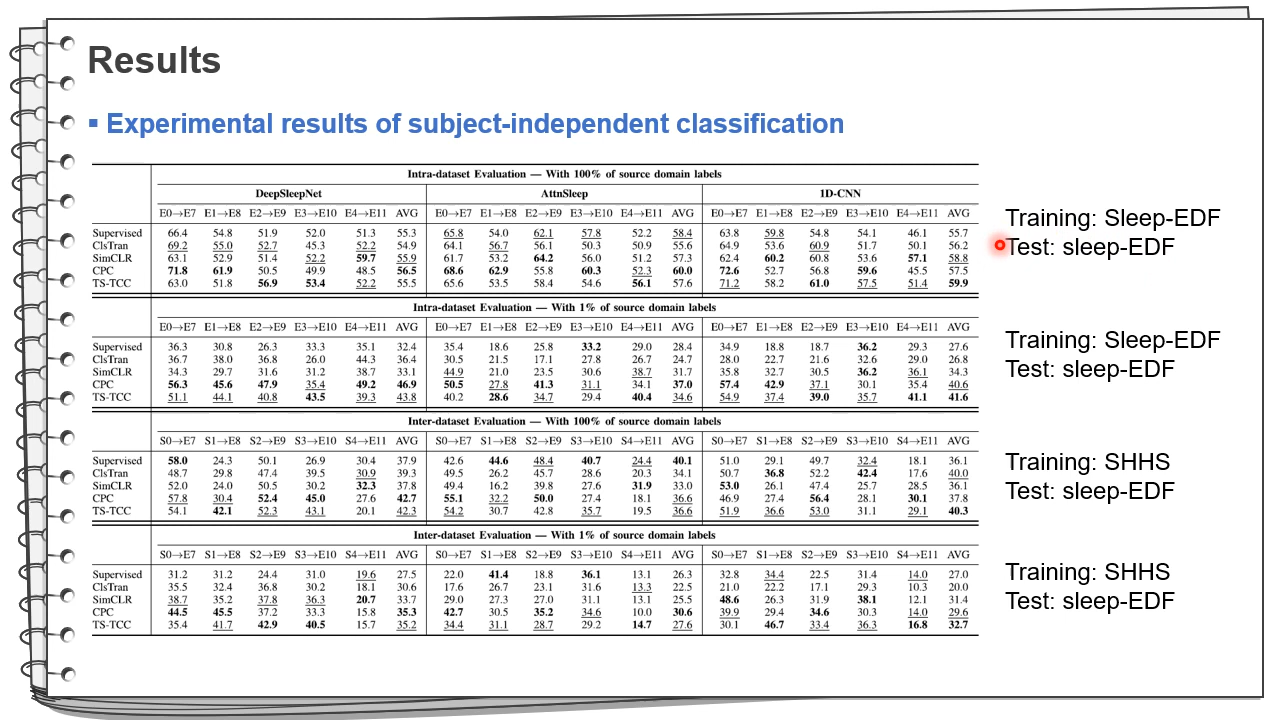 Results
▪ Experimental results of subject-independent classification
Intra-dataset Evaluation — With 100% of source domain labels
DeepSleepNet AttnSleep 1D-CNN
E0→E7 E1→E8 E2→E9 E3→E10 E4→E11 AVG E0→E7 E1→E8 E2→E9 E3→E10 E4→E11 AVG E0→E7 E1→E8 E2→E9 E3→E10 E4→E11 AVG
Supervised 66.4 54.8 51.9 52.0 51.3 55.3 65.8 54.0 62.1 57.8 52.2 58.4 63.8 59.8 54.8 54.1 46.1 55.7
ClsTran 69.2 55.0 52.7 45.3 52.2 54.9 64.1 56.7 56.1 50.3 50.9 55.6 64.9 53.6 60.9 51.7 50.1 56.2
SimCLR 63.1 52.9 51.4 52.2 59.7 55.9 61.7 53.2 64.2 56.0 51.2 57.3 62.4 60.2 60.8 53.6 57.1 58.8
CPC 71.8 61.9 50.5 49.9 48.5 56.5 68.6 62.9 55.8 60.3 52.3 60.0 72.6 52.7 56.8 59.6 45.5 57.5
TS-TCC 63.0 51.8 56.9 53.4 52.2 55.5 65.6 53.5 58.4 54.6 56.1 57.6 71.2 58.2 61.0 57.5 51.4 59.9
Training: Sleep-EDF
Test: sleep-EDF
Intra-dataset Evaluation — With 1% of source domain labels
E0→E7 E1→E8 E2→E9 E3→E10 E4→E11 AVG E0→E7 E1→E8 E2→E9 E3→E10 E4→E11 AVG E0→E7 E1→E8 E2→E9 E3→E10 E4→E11 AVG
Supervised 36.3 30.8 26.3 33.3 35.1 32.4 35.4 18.6 25.8 33.2 29.0 28.4 34.9 18.8 18.7 36.2 29.3 27.6
ClsTran 36.7 38.0 36.8 26.0 44.3 36.4 30.5 21.5 17.1 27.8 26.7 24.7 28.0 22.7 21.6 32.6 29.0 26.8
SimCLR 34.3 29.7 31.6 31.2 38.7 33.1 44.9 21.0 23.5 30.6 38.7 31.7 35.8 32.7 30.5 36.2 36.1 34.3
CPC 56.3 45.6 47.9 35.4 49.2 46.9 50.5 27.8 41.3 31.1 34.1 37.0 57.4 42.9 37.1 30.1 35.4 40.6
TS-TCC 51.1 44.1 40.8 43.5 39.3 43.8 40.2 28.6 34.7 29.4 40.4 34.6 54.9 37.4 39.0 35.7 41.1 41.6
Training: Sleep-EDF
Test: sleep-EDF
Inter-dataset Evaluation — With 100% of source domain labels
S0→E7 S1→E8 S2→E9 S3→E10 S4→E11 AVG S0→E7 S1→E8 S2→E9 S3→E10 S4→E11 AVG S0→E7 S1→E8 S2→E9 S3→E10 S4→E11 AVG
Supervised 58.0 24.3 50.1 26.9 30.4 37.9 42.6 44.6 48.4 40.7 24.4 40.1 51.0 29.1 49.7 32.4 18.1 36.1
ClsTran 48.7 29.8 47.4 39.5 30.9 39.3 49.5 26.2 45.7 28.6 20.3 34.1 50.7 36.8 52.2 42.4 17.6 40.0
SimCLR 52.0 24.0 50.5 30.2 32.3 37.8 49.4 16.2 39.8 27.6 31.9 33.0 53.0 26.1 47.4 25.7 28.5 36.1
CPC 57.8 30.4 52.4 45.0 27.6 42.7 55.1 32.2 50.0 27.4 18.1 36.6 46.9 27.4 56.4 28.1 30.1 37.8
TS-TCC 54.1 42.1 52.3 43.1 20.1 42.3 54.2 30.7 42.8 35.7 19.5 36.6 51.9 36.6 53.0 31.1 29.1 40.3
Training: SHHS
Test: sleep-EDF
Inter-dataset Evaluation — With 1% of source domain labels
S0→E7 S1→E8 S2→E9 S3→E10 S4→E11 AVG S0→E7 S1→E8 S2→E9 S3→E10 S4→E11 AVG S0→E7 S1→E8 S2→E9 S3→E10 S4→E11 AVG
Supervised 31.2 31.2 24.4 31.0 19.6 27.5 22.0 41.4 18.8 36.1 13.1 26.3 32.8 34.4 22.5 31.4 14.0 27.0
ClsTran 35.5 32.4 36.8 30.2 18.1 30.6 17.6 26.7 23.1 31.6 13.3 22.5 21.0 22.2 17.1 29.3 10.3 20.0
SimCLR 38.7 35.2 37.8 36.3 20.7 33.7 29.0 27.3 27.0 31.1 13.1 25.5 48.6 26.3 31.9 38.1 12.1 31.4
CPC 44.5 45.5 37.2 33.3 15.8 35.3 42.7 30.5 35.2 34.6 10.0 30.6 39.9 29.4 34.6 30.3 14.0 29.6
TS-TCC 35.4 41.7 42.9 40.5 15.7 35.2 34.4 31.1 28.7 29.2 14.7 27.6 30.1 46.7 33.4 36.3 16.8 32.7
Training: SHHS
Test: sleep-EDF